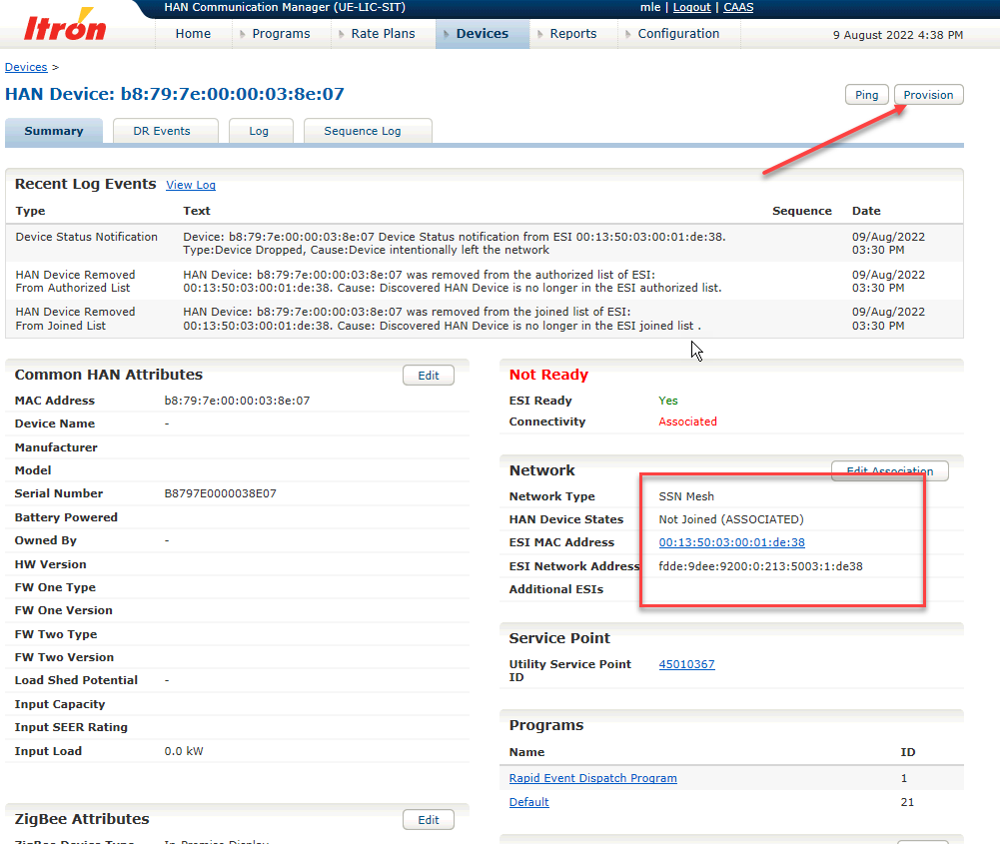 Itron
HAN Communication Manager (UE-LIC-SIT)
mle | Logout | CAAS
Home Programs Rate Plans Devices Reports Configuration
9 August 2022 4:38 PM
Devices >
HAN Device: b8:79:7e:00:00:03:8e:07
Ping Provision
Summary DR Events Log Sequence Log
Recent Log Events View Log
Type Text Sequence Date
Device Status Notification
Device: b8:79:7e:00:00:03:8e:07 Device Status notification from ESI 00:13:50:03:00:01:de:38.
Type:Device Dropped, Cause:Device intentionally left the network
09/Aug/2022
03:30 PM
HAN Device Removed
From Authorized List
HAN Device: b8:79:7e:00:00:03:8e:07 was removed from the authorized list of ESI:
00:13:50:03:00:01:de:38. Cause: Discovered HAN Device is no longer in the ESI authorized list.
09/Aug/2022
03:30 PM
HAN Device Removed
From Joined List
HAN Device: b8:79:7e:00:00:03:8e:07 was removed from the joined list of ESI:
00:13:50:03:00:01:de:38. Cause: Discovered HAN Device is no longer in the ESI joined list .
09/Aug/2022
03:30 PM
Common HAN Attributes Edit
MAC Address b8:79:7e:00:00:03:8e:07
Device Name -
Manufacturer
Model
Serial Number B8797E0000038E07
Battery Powered
Owned By -
HW Version
FW One Type
FW One Version
FW Two Type
FW Two Version
Load Shed Potential -
Input Capacity
Input SEER Rating
Input Load 0.0 kW
ZigBee Attributes Edit
ZigBee Device Type In-Premise Display
Not Ready
ESI Ready Yes
Connectivity Associated
Network Edit Association
Network Type SSN Mesh
HAN Device States Not Joined (ASSOCIATED)
ESI MAC Address 00:13:50:03:00:01:de:38
ESI Network Address fdde:9dee:9200:0:213:5003:1:de38
Additional ESIs
Service Point
Utility Service Point
ID
45010367
Programs
Name ID
Rapid Event Dispatch Program 1
Default 21